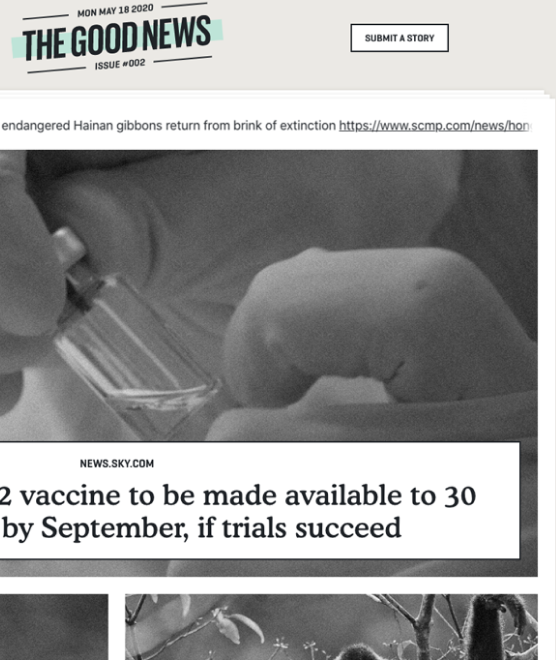 MON MAY 18 2020
THE GOOD NEWS
ISSUE #002
SUBMIT A STORY
endangered Hainan gibbons return from brink of extinction https://www.scmp.com/news/hon
NEWS.SKY.COM
2 vaccine to be made available to 30
by September, if trials succeed